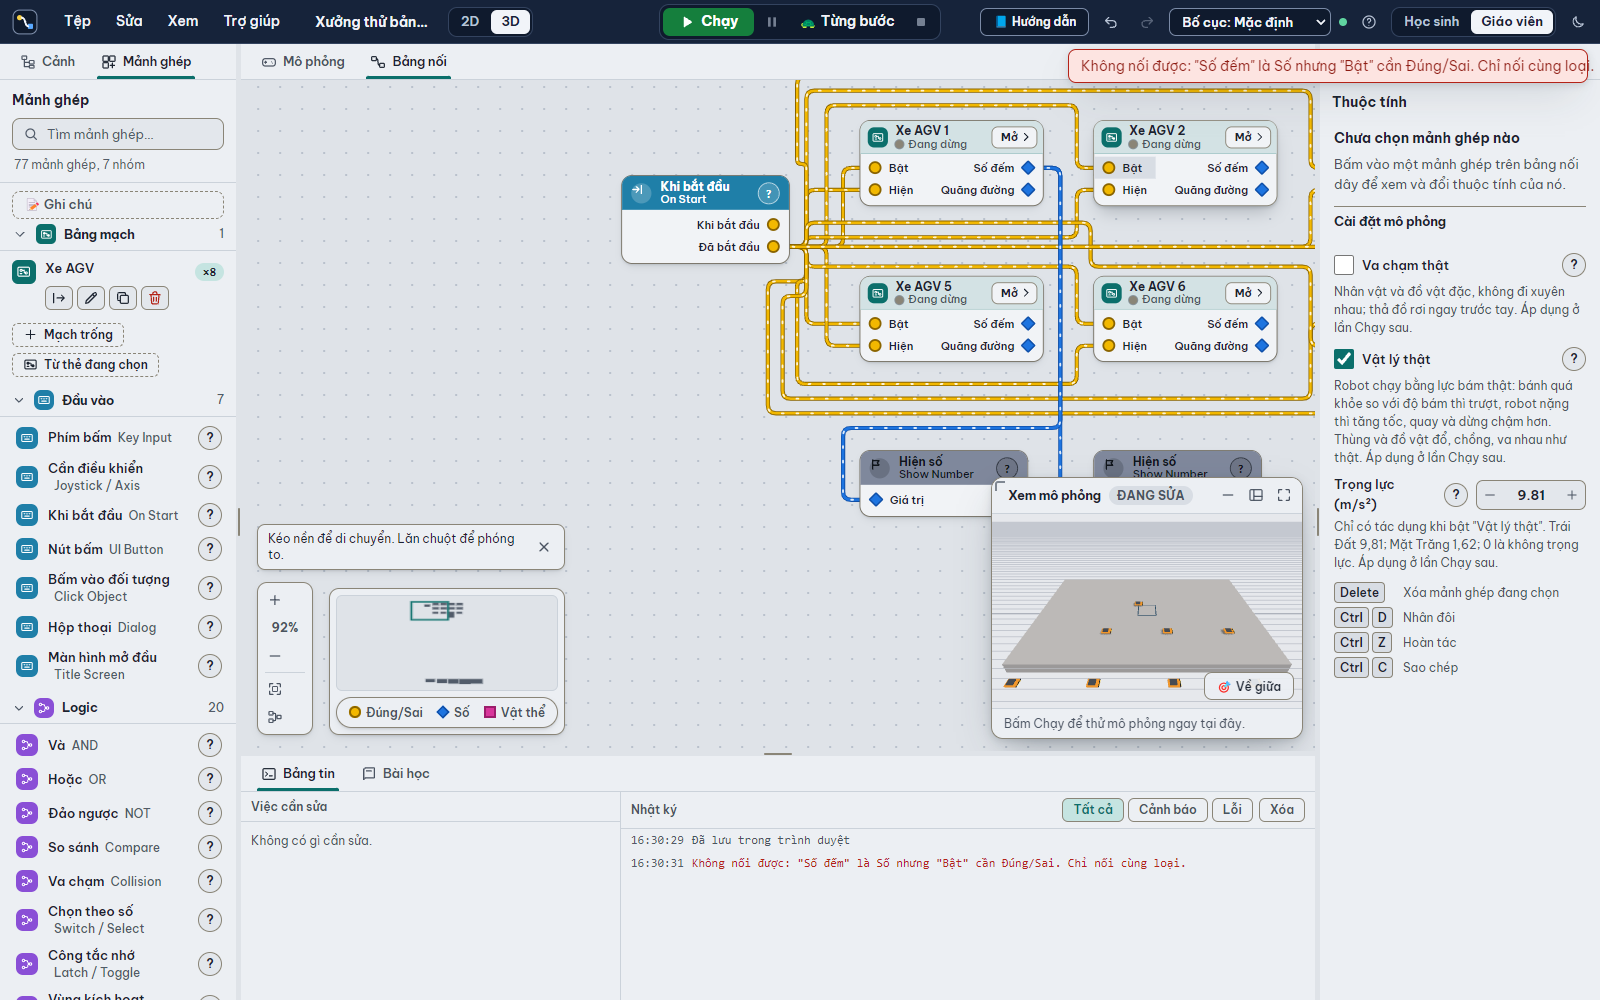 Tệp Sửa Xem Trợ giúp Xưởng thử bản... 2D 3D Chạy Từng bước Hướng dẫn Bố cục: Mặc định Học sinh Giáo viên
Cảnh Mảnh ghép
Mô phỏng Bảng nối
Không nối được: "Số đếm" là Số nhưng "Bật" cần Đúng/Sai. Chỉ nối cùng loại.
Mảnh ghép
Tìm mảnh ghép...
77 mảnh ghép, 7 nhóm
Ghi chú
Bảng mạch 1
Xe AGV ×8
Mạch trống
Từ thẻ đang chọn
Đầu vào 7
Phím bấm Key Input ?
Cần điều khiển
Joystick / Axis ?
Khi bắt đầu On Start ?
Nút bấm UI Button ?
Bấm vào đối tượng
Click Object ?
Hộp thoại Dialog ?
Màn hình mở đầu
Title Screen ?
Logic 20
Và AND ?
Hoặc OR ?
Đảo ngược NOT ?
So sánh Compare ?
Va chạm Collision ?
Chọn theo số
Switch / Select ?
Công tắc nhớ
Latch / Toggle ?
Vùng kích hoạt
Khi bắt đầu
On Start ?
Khi bắt đầu
Đã bắt đầu
Xe AGV 1
Đang dừng
Mở
Bật Số đếm
Hiện Quãng đường
Xe AGV 2
Đang dừng
Mở
Bật Số đếm
Hiện Quãng đường
Xe AGV 5
Đang dừng
Mở
Bật Số đếm
Hiện Quãng đường
Xe AGV 6
Đang dừng
Mở
Bật Số đếm
Hiện Quãng đường
Hiện số
Show Number ?
Giá trị
Hiện số
Show Number ?
Kéo nền để di chuyển. Lăn chuột để phóng
to.
92%
Đúng/Sai Số Vật thể
Xem mô phỏng ĐANG SỬA
Về giữa
Bấm Chạy để thử mô phỏng ngay tại đây.
Bảng tin Bài học
Việc cần sửa
Không có gì cần sửa.
Nhật ký Tất cả Cảnh báo Lỗi Xóa
16:30:29 Đã lưu trong trình duyệt
16:30:31 Không nối được: "Số đếm" là Số nhưng "Bật" cần Đúng/Sai. Chỉ nối cùng loại.
Thuộc tính
Chưa chọn mảnh ghép nào
Bấm vào một mảnh ghép trên bảng nối
dây để xem và đổi thuộc tính của nó.
Cài đặt mô phỏng
Va chạm thật ?
Nhân vật và đồ vật đặc, không đi xuyên
nhau; thả đồ rơi ngay trước tay. Áp dụng ở
lần Chạy sau.
Vật lý thật ?
Robot chạy bằng lực bám thật: bánh quá
khỏe so với độ bám thì trượt, robot nặng
thì tăng tốc, quay và dừng chậm hơn.
Thùng và đồ vật đổ, chồng, va nhau như
thật. Áp dụng ở lần Chạy sau.
Trọng lực
(m/s²) ? 9.81
Chỉ có tác dụng khi bật "Vật lý thật". Trái
Đất 9,81; Mặt Trăng 1,62; 0 là không trọng
lực. Áp dụng ở lần Chạy sau.
Delete Xóa mảnh ghép đang chọn
Ctrl D Nhân đôi
Ctrl Z Hoàn tác
Ctrl C Sao chép